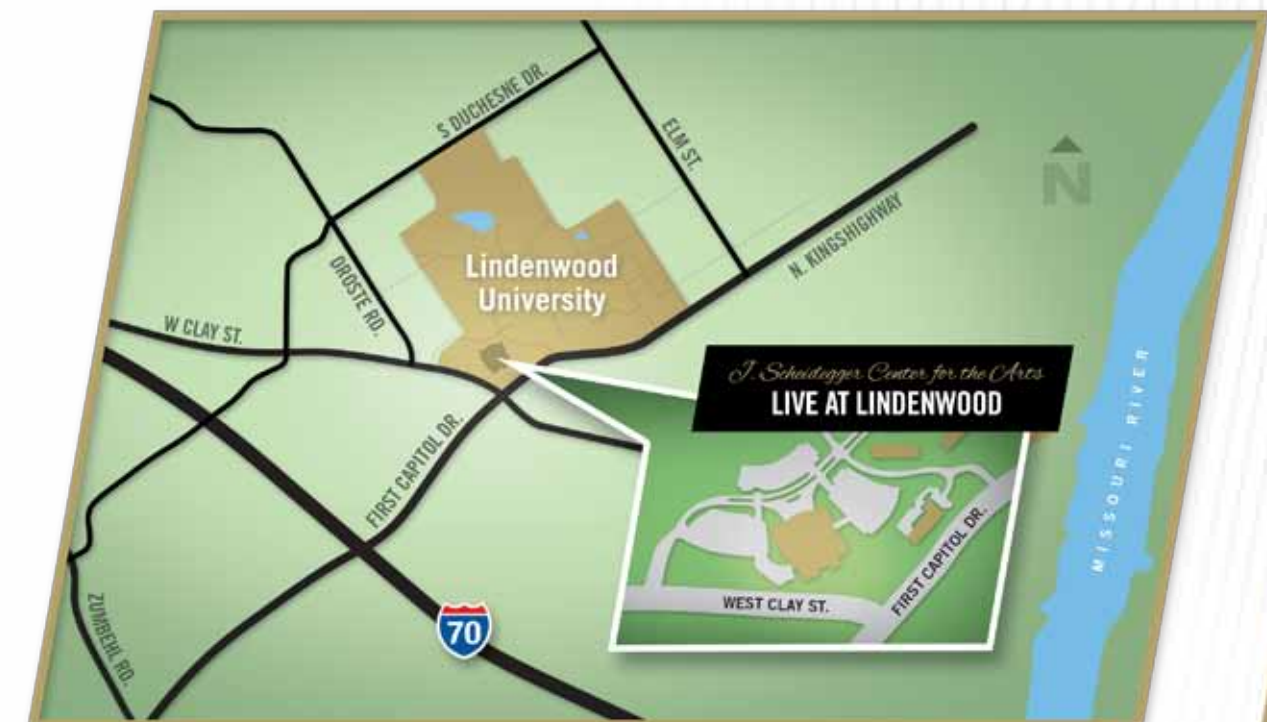 S DUCHESNE DR.
ELM ST.
N
N. KINGSHIGHWAY
DROSTE RD.
Lindenwood
University
W CLAY ST.
J. Scheidegger Center for the Arts
LIVE AT LINDENWOOD
FIRST CAPITOL DR.
MISSOURI RIVER
FIRST CAPITOL DR.
WEST CLAY ST.
ZUMBEHL RD.
70